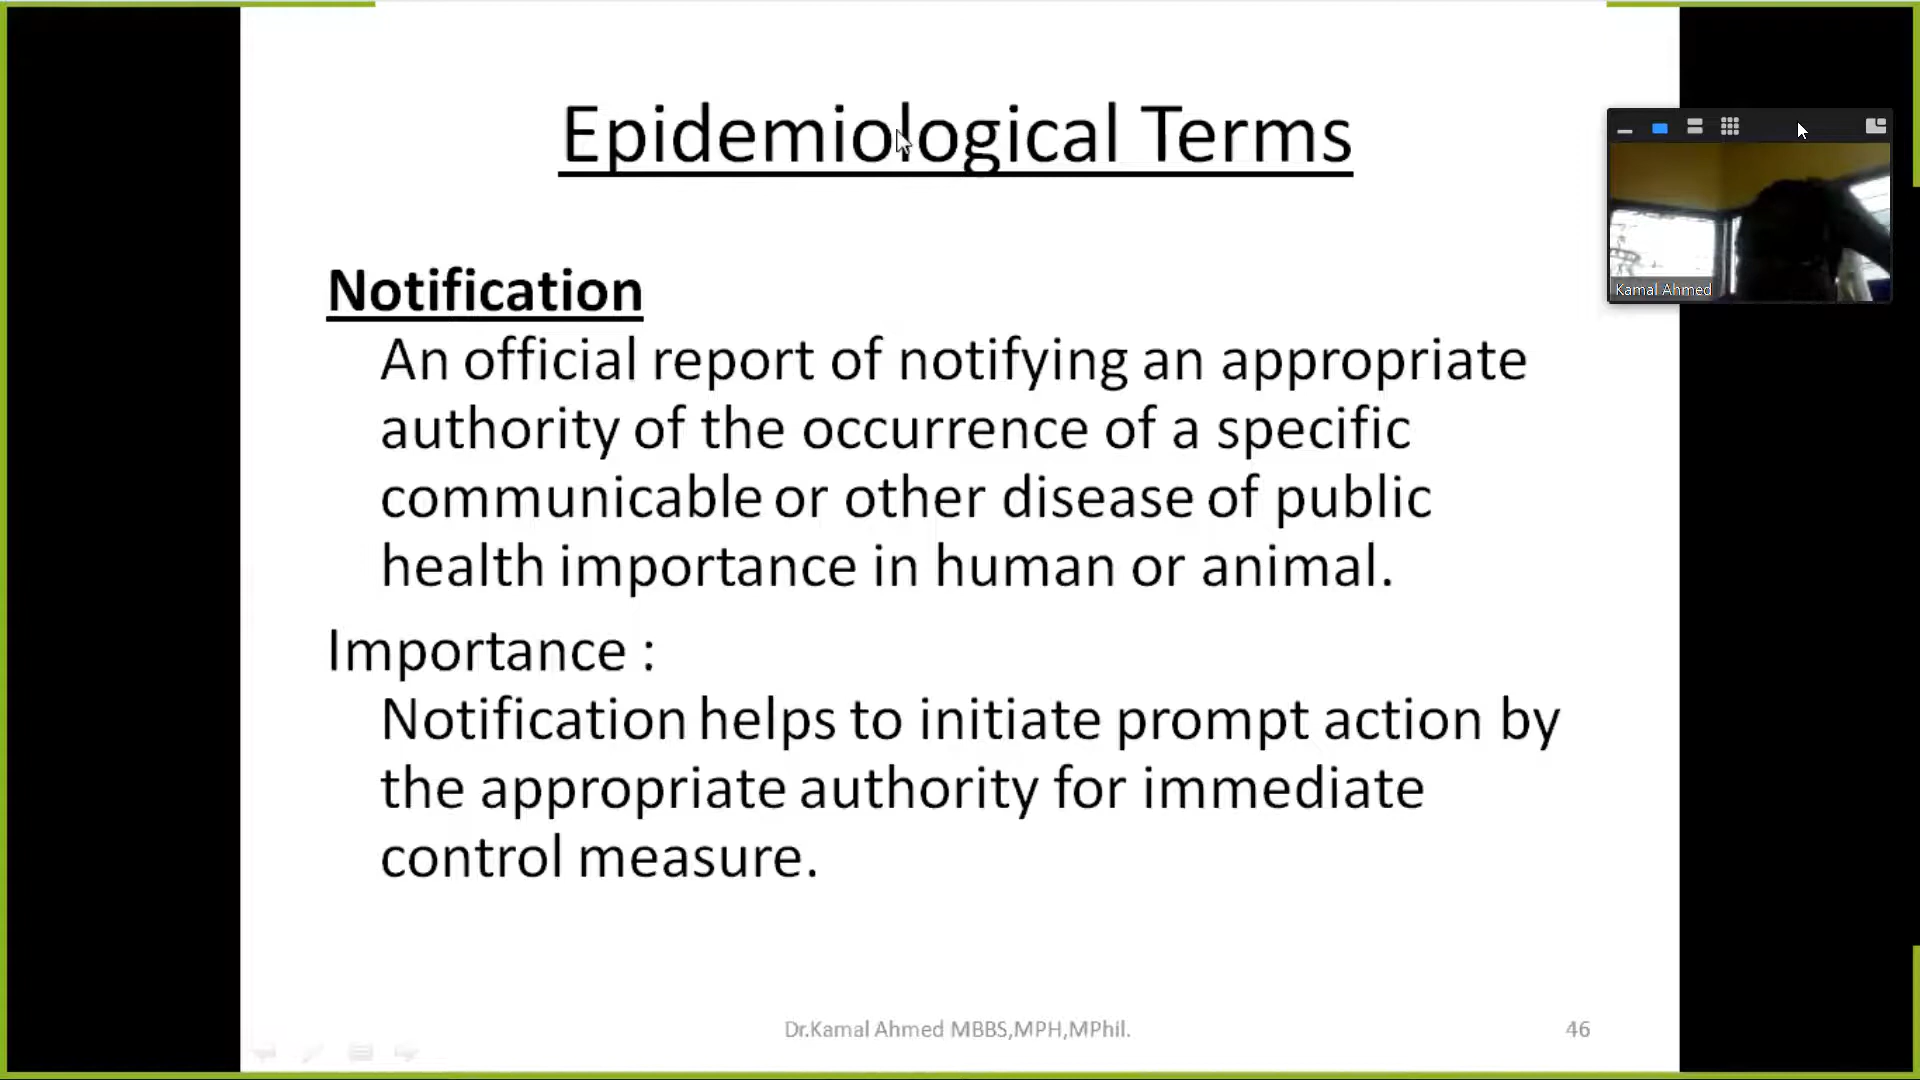 Epidemiological Terms
Kamal Ahmed
Notification
An official report of notifying an appropriate
authority of the occurrence of a specific
communicable or other disease of public
health importance in human or animal.
Importance :
Notification helps to initiate prompt action by
the appropriate authority for immediate
control measure.
Dr.Kamal Ahmed MBBS,MPH,MPhil.
46